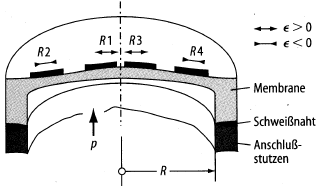 ϵ > 0
ϵ < 0
R2
R1
R3
R4
Membrane
Schweißnaht
Anschluß-
stutzen
p
R